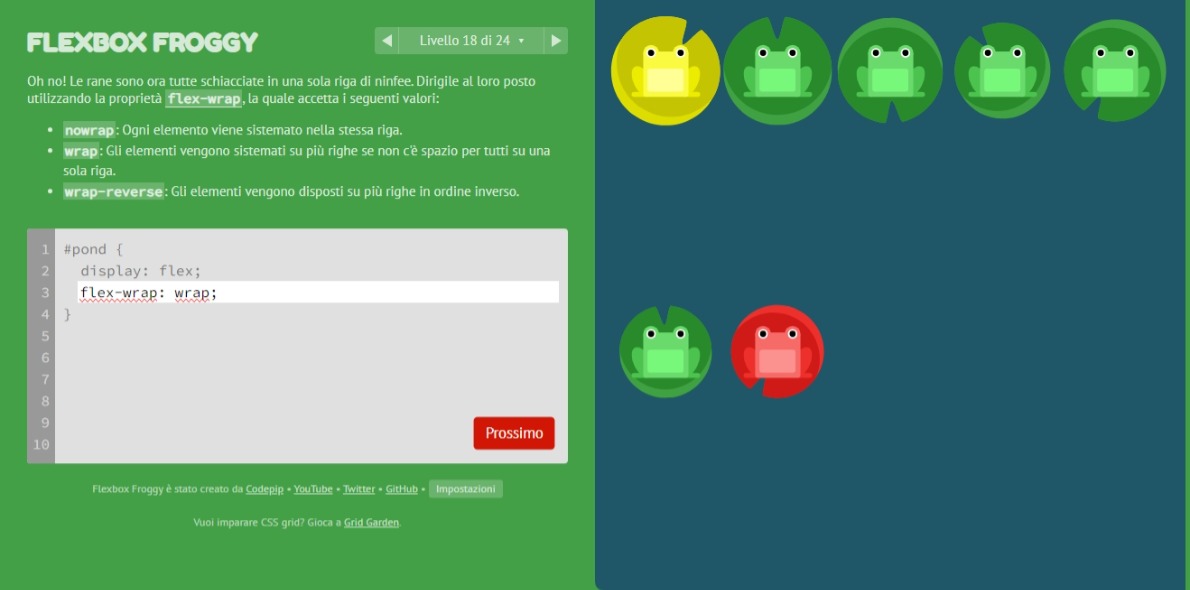 FLEXBOX FROGGY
Livello 18 di 24
Oh no! Le rane sono ora tutte schiacciate in una sola riga di ninfee. Dirigile al loro posto
utilizzando la proprietà flex-wrap, la quale accetta i seguenti valori:
• nowrap: Ogni elemento viene sistemato nella stessa riga.
• wrap: Gli elementi vengono sistemati su più righe se non c'è spazio per tutti su una
sola riga.
• wrap-reverse: Gli elementi vengono disposti su più righe in ordine inverso.
1 #pond {
2 display: flex;
3 flex-wrap: wrap;
4 }
5
6
7
8
9
10
Prossimo
Flexbox Froggy è stato creato da Codepip • YouTube • Twitter • GitHub • Impostazioni
Vuoi imparare CSS grid? Gioca a Grid Garden.